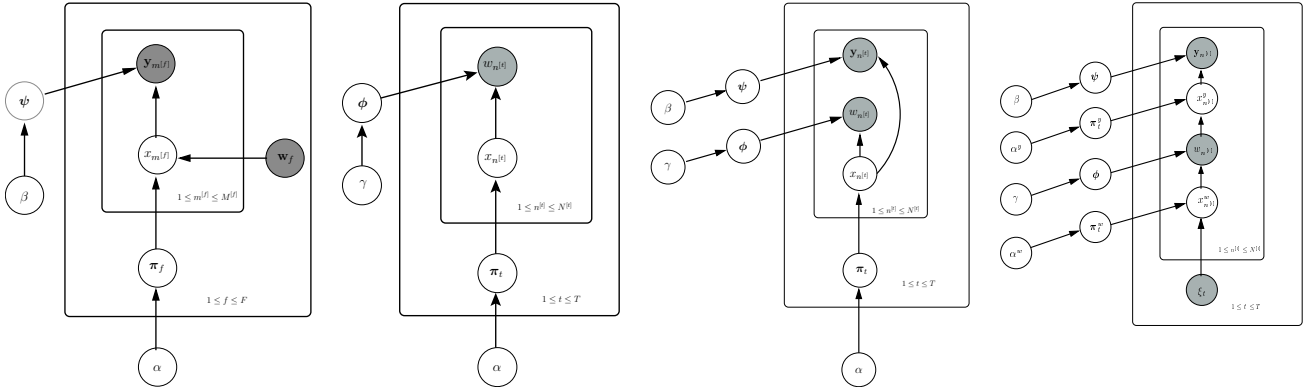 𝐲_{m^{[f]}}
ψ
x_{m^{[f]}}
𝐰_f
β
1 ≤ m^{[f]} ≤ M^{[f]}
π_f
1 ≤ f ≤ F
α
w_{n^{[t]}}
ϕ
x_{n^{[t]}}
γ
1 ≤ n^{[t]} ≤ N^{[t]}
π_t
1 ≤ t ≤ T
α
𝐲_{n^{[t]}}
ψ
β
w_{n^{[t]}}
ϕ
γ
x_{n^{[t]}}
1 ≤ n^{[t]} ≤ N^{[t]}
π_t
1 ≤ t ≤ T
α
ψ
β
π_t^g
α^g
ϕ
γ
π_t^w
α^w
ξ_t
1 ≤ t ≤ T